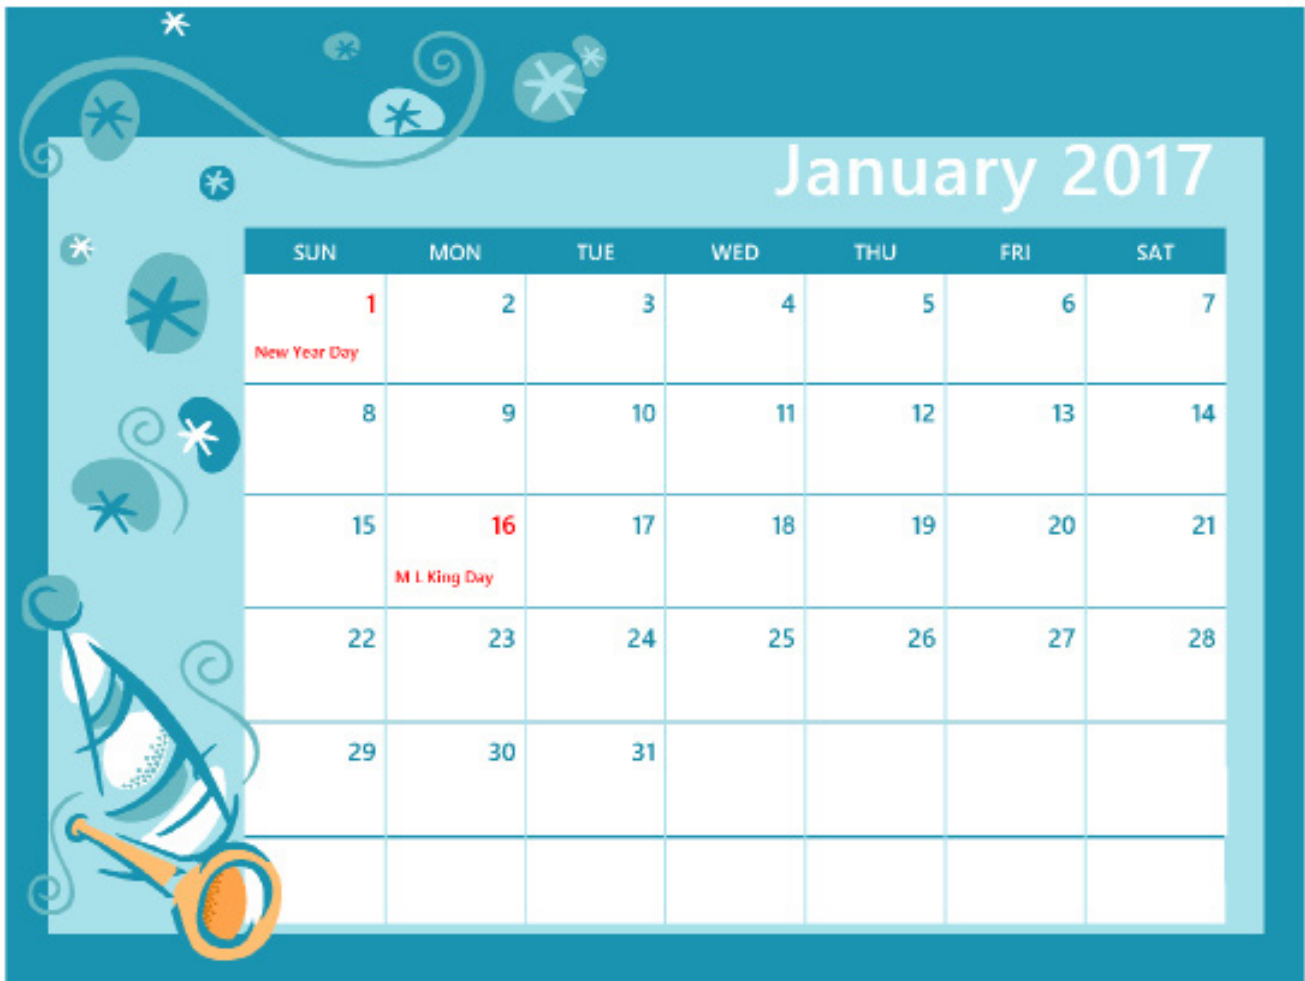 January 2017
SUN MON TUE WED THU FRI SAT
1 2 3 4 5 6 7
New Year Day
8 9 10 11 12 13 14
15 16 17 18 19 20 21
M L King Day
22 23 24 25 26 27 28
29 30 31